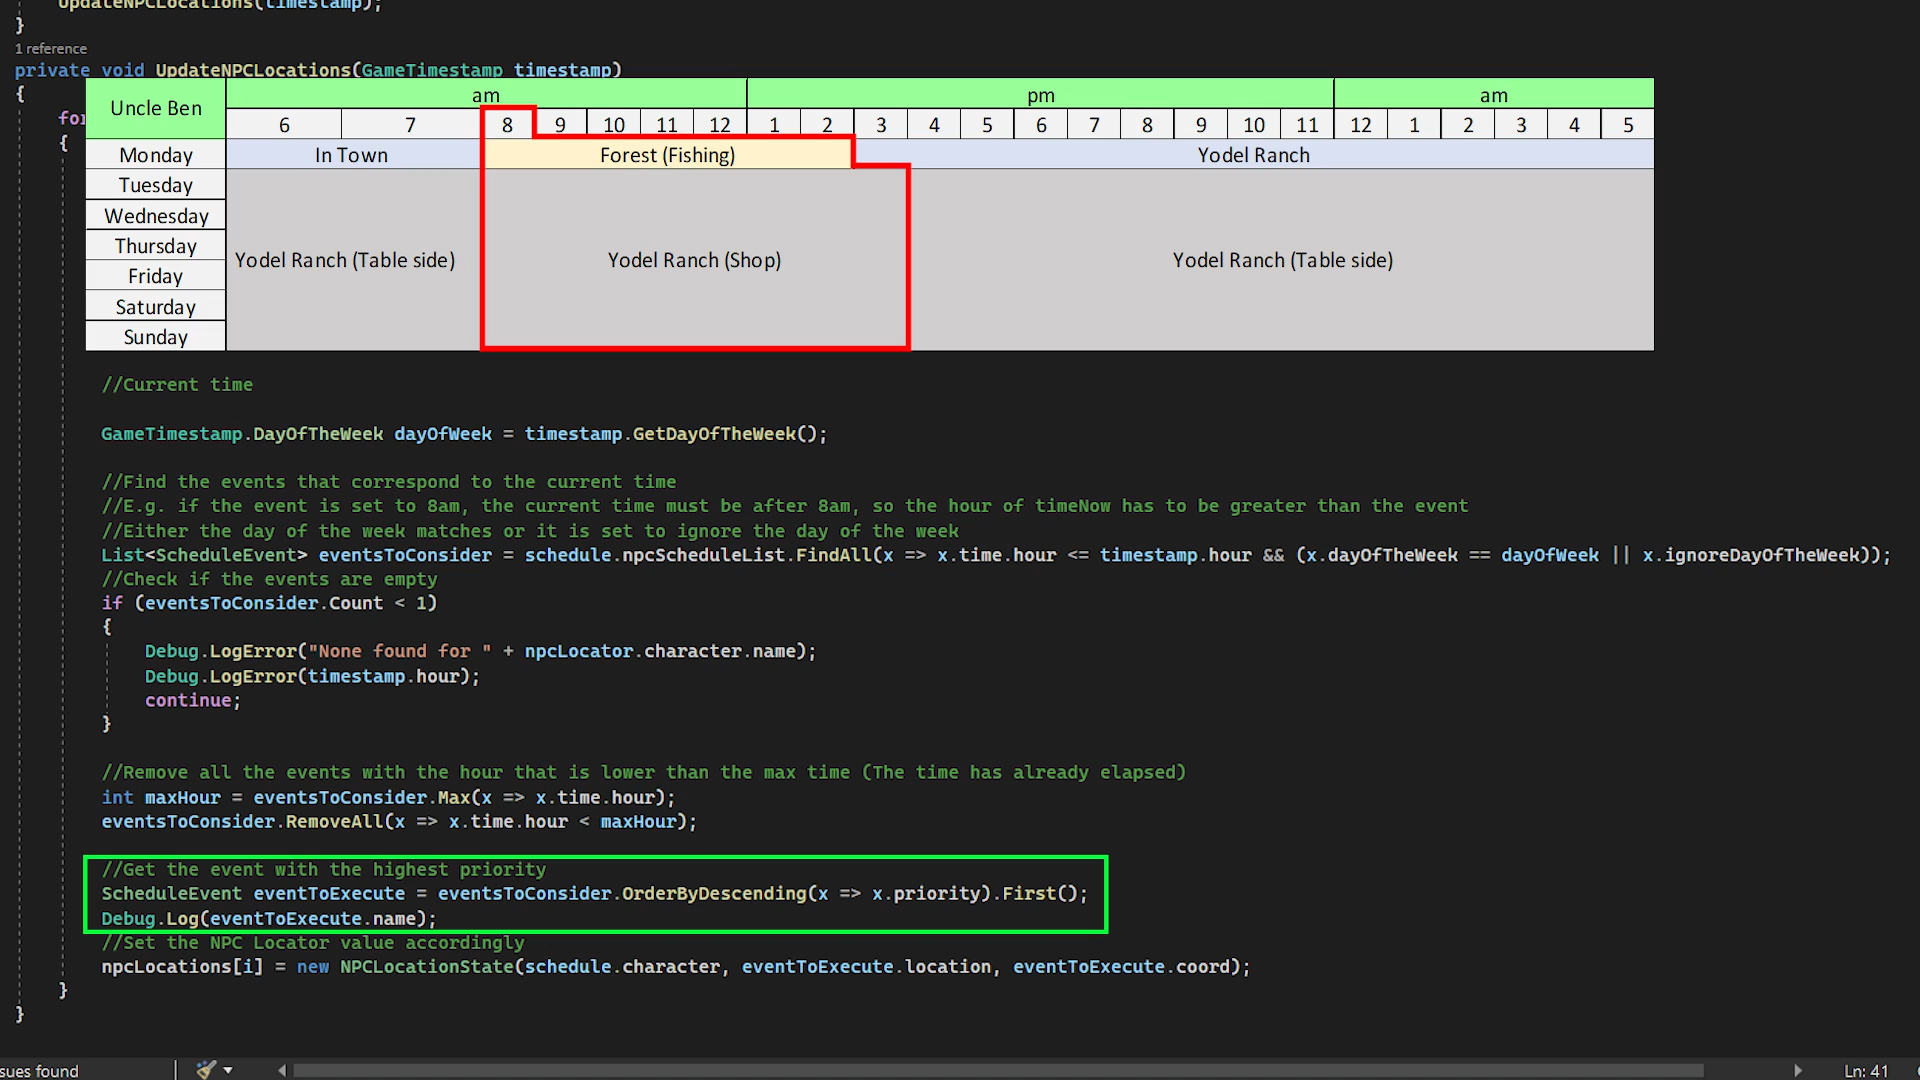 UpdateNPCLocations(timestamp);
}
1 reference
private void UpdateNPCLocations(GameTimestamp timestamp)
{
for
{
Uncle Ben am pm am
6 7 8 9 10 11 12 1 2 3 4 5 6 7 8 9 10 11 12 1 2 3 4 5
Monday In Town Forest (Fishing) Yodel Ranch
Tuesday
Wednesday
Thursday
Yodel Ranch (Table side) Yodel Ranch (Shop) Yodel Ranch (Table side)
Friday
Saturday
Sunday
//Current time
GameTimestamp.DayOfTheWeek dayOfWeek = timestamp.GetDayOfTheWeek();
//Find the events that correspond to the current time
//E.g. if the event is set to 8am, the current time must be after 8am, so the hour of timeNow has to be greater than the event
//Either the day of the week matches or it is set to ignore the day of the week
List<ScheduleEvent> eventsToConsider = schedule.npcScheduleList.FindAll(x => x.time.hour <= timestamp.hour && (x.dayOfTheWeek == dayOfWeek || x.ignoreDayOfTheWeek));
//Check if the events are empty
if (eventsToConsider.Count < 1)
{
Debug.LogError("None found for " + npcLocator.character.name);
Debug.LogError(timestamp.hour);
continue;
}
//Remove all the events with the hour that is lower than the max time (The time has already elapsed)
int maxHour = eventsToConsider.Max(x => x.time.hour);
eventsToConsider.RemoveAll(x => x.time.hour < maxHour);
//Get the event with the highest priority
ScheduleEvent eventToExecute = eventsToConsider.OrderByDescending(x => x.priority).First();
Debug.Log(eventToExecute.name);
//Set the NPC Locator value accordingly
npcLocations[i] = new NPCLocationState(schedule.character, eventToExecute.location, eventToExecute.coord);
}
}
sues found Ln: 41